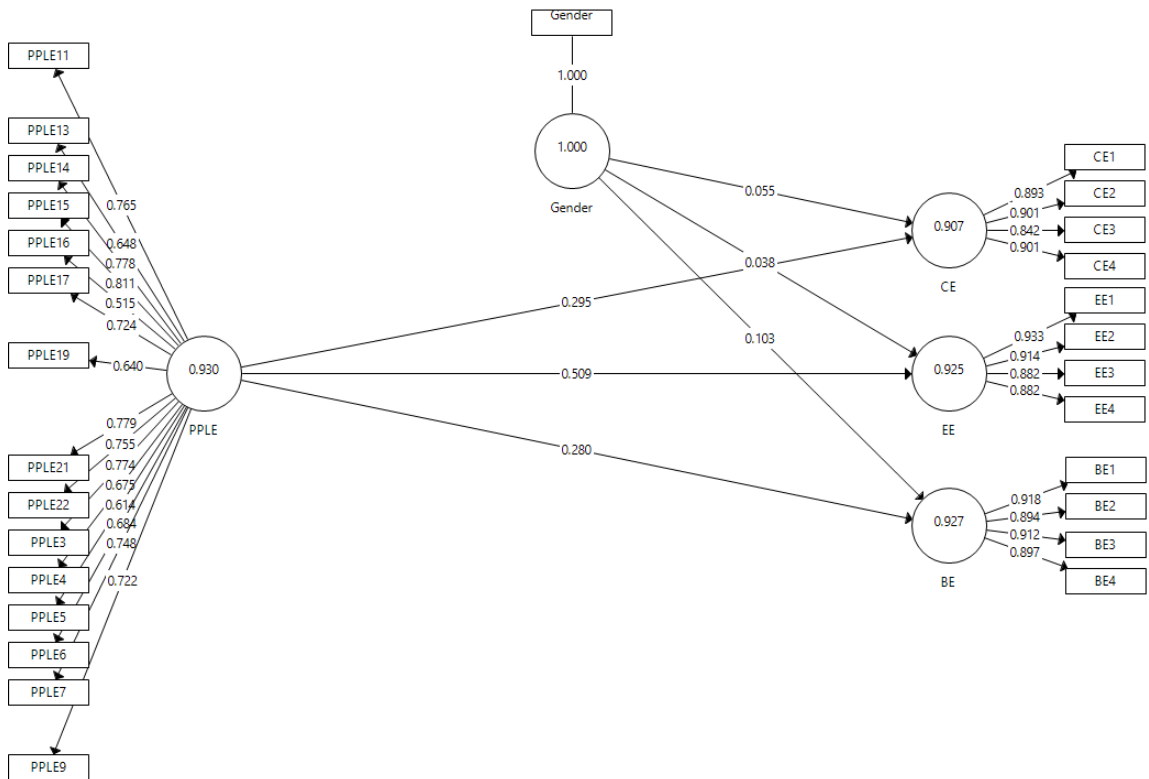 Gender
1.000
1.000
Gender
PPLE11
PPLE13
PPLE14
PPLE15
PPLE16
PPLE17
PPLE19
PPLE21
PPLE22
PPLE3
PPLE4
PPLE5
PPLE6
PPLE7
PPLE9
0.765
0.648
0.778
0.811
0.515
0.724
0.640
0.779
0.755
0.774
0.675
0.614
0.684
0.748
0.722
0.930
PPLE
0.055
0.038
0.103
0.295
0.509
0.280
0.907
CE
0.893
0.901
0.842
0.901
CE1
CE2
CE3
CE4
0.925
EE
0.933
0.914
0.882
0.882
EE1
EE2
EE3
EE4
0.927
BE
0.918
0.894
0.912
0.897
BE1
BE2
BE3
BE4